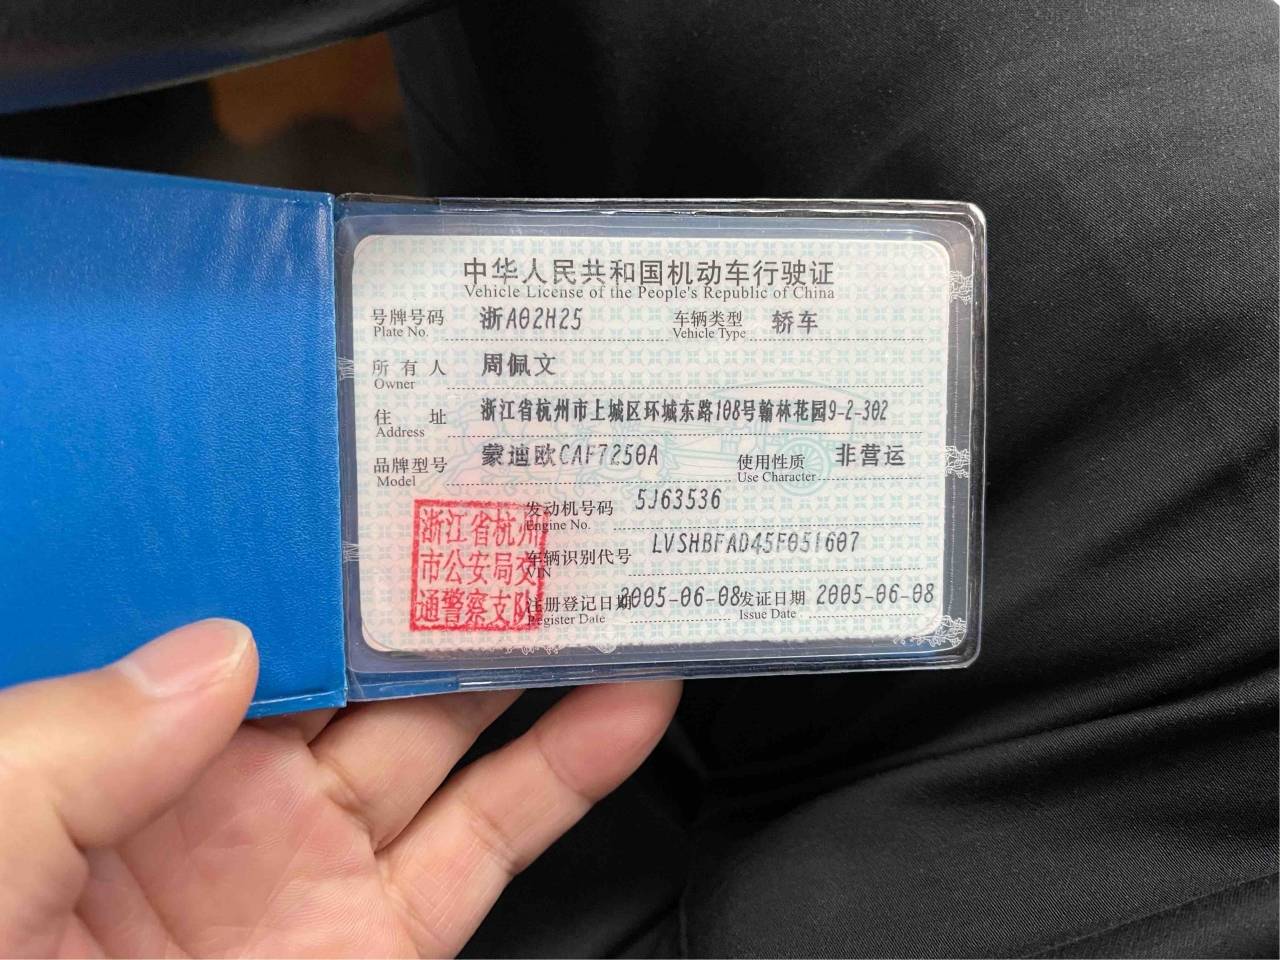 中华人民共和国机动车行驶证
Vehicle License of the People's Republic of China
号牌号码 浙A02H25 车辆类型 轿车
Plate No. Vehicle Type
所有人 周佩文
Owner
住址 浙江省杭州市上城区环城东路108号翰林花园9-2-302
Address
品牌型号 蒙迪欧CAF7250A 使用性质 非营运
Model Use Character
发动机号码 5J63536
Engine No.
车辆识别代号 LVSHBFAD45F051607
VIN
注册登记日期 2005-06-08 发证日期 2005-06-08
Register Date Issue Date
浙江省杭州
市公安局交
通警察支队